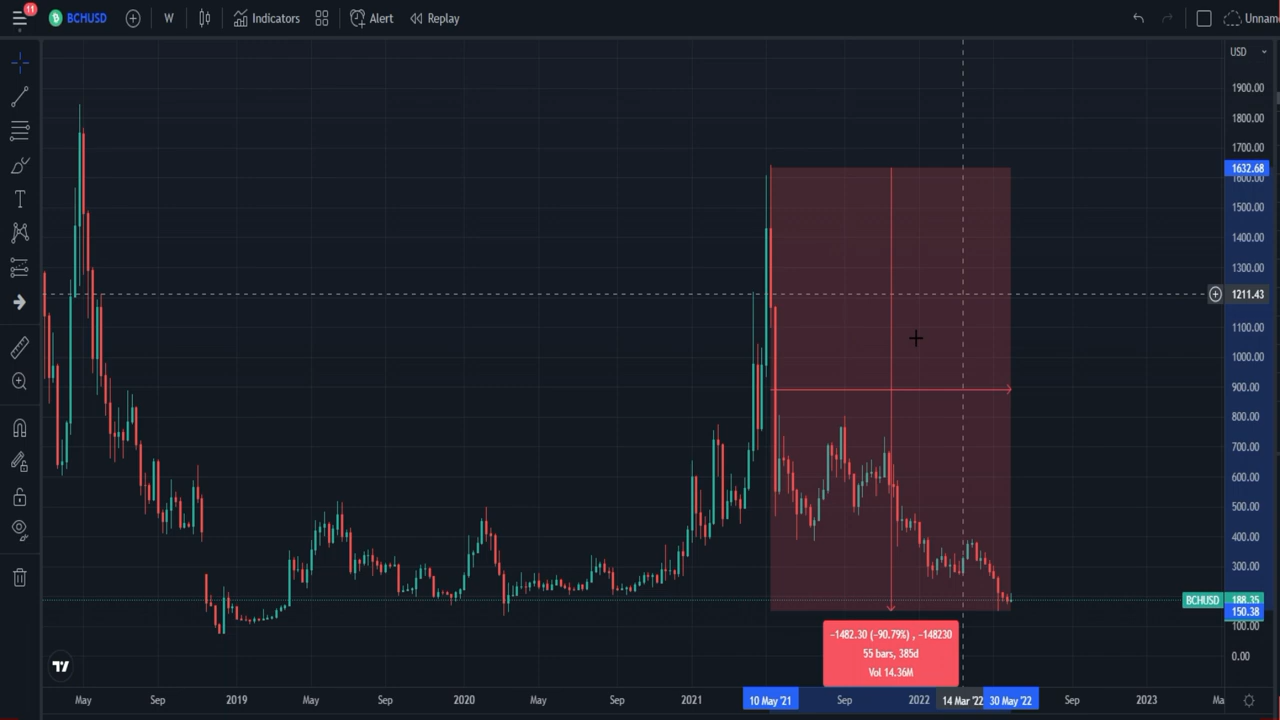 11
BCHUSD
W
Indicators
Alert
Replay
Unnam
USD
1900.00
1800.00
1700.00
1632.68
1600.00
1500.00
1400.00
1300.00
1211.43
1100.00
1000.00
900.00
800.00
700.00
600.00
500.00
400.00
300.00
BCHUSD 188.35
150.38
100.00
0.00
−1482.30 (−90.79%) , −148230
55 bars, 385d
Vol 14.36M
May Sep 2019 May Sep 2020 May Sep 2021 10 May '21 Sep 2022 14 Mar '22 30 May '22 Sep 2023 Ma